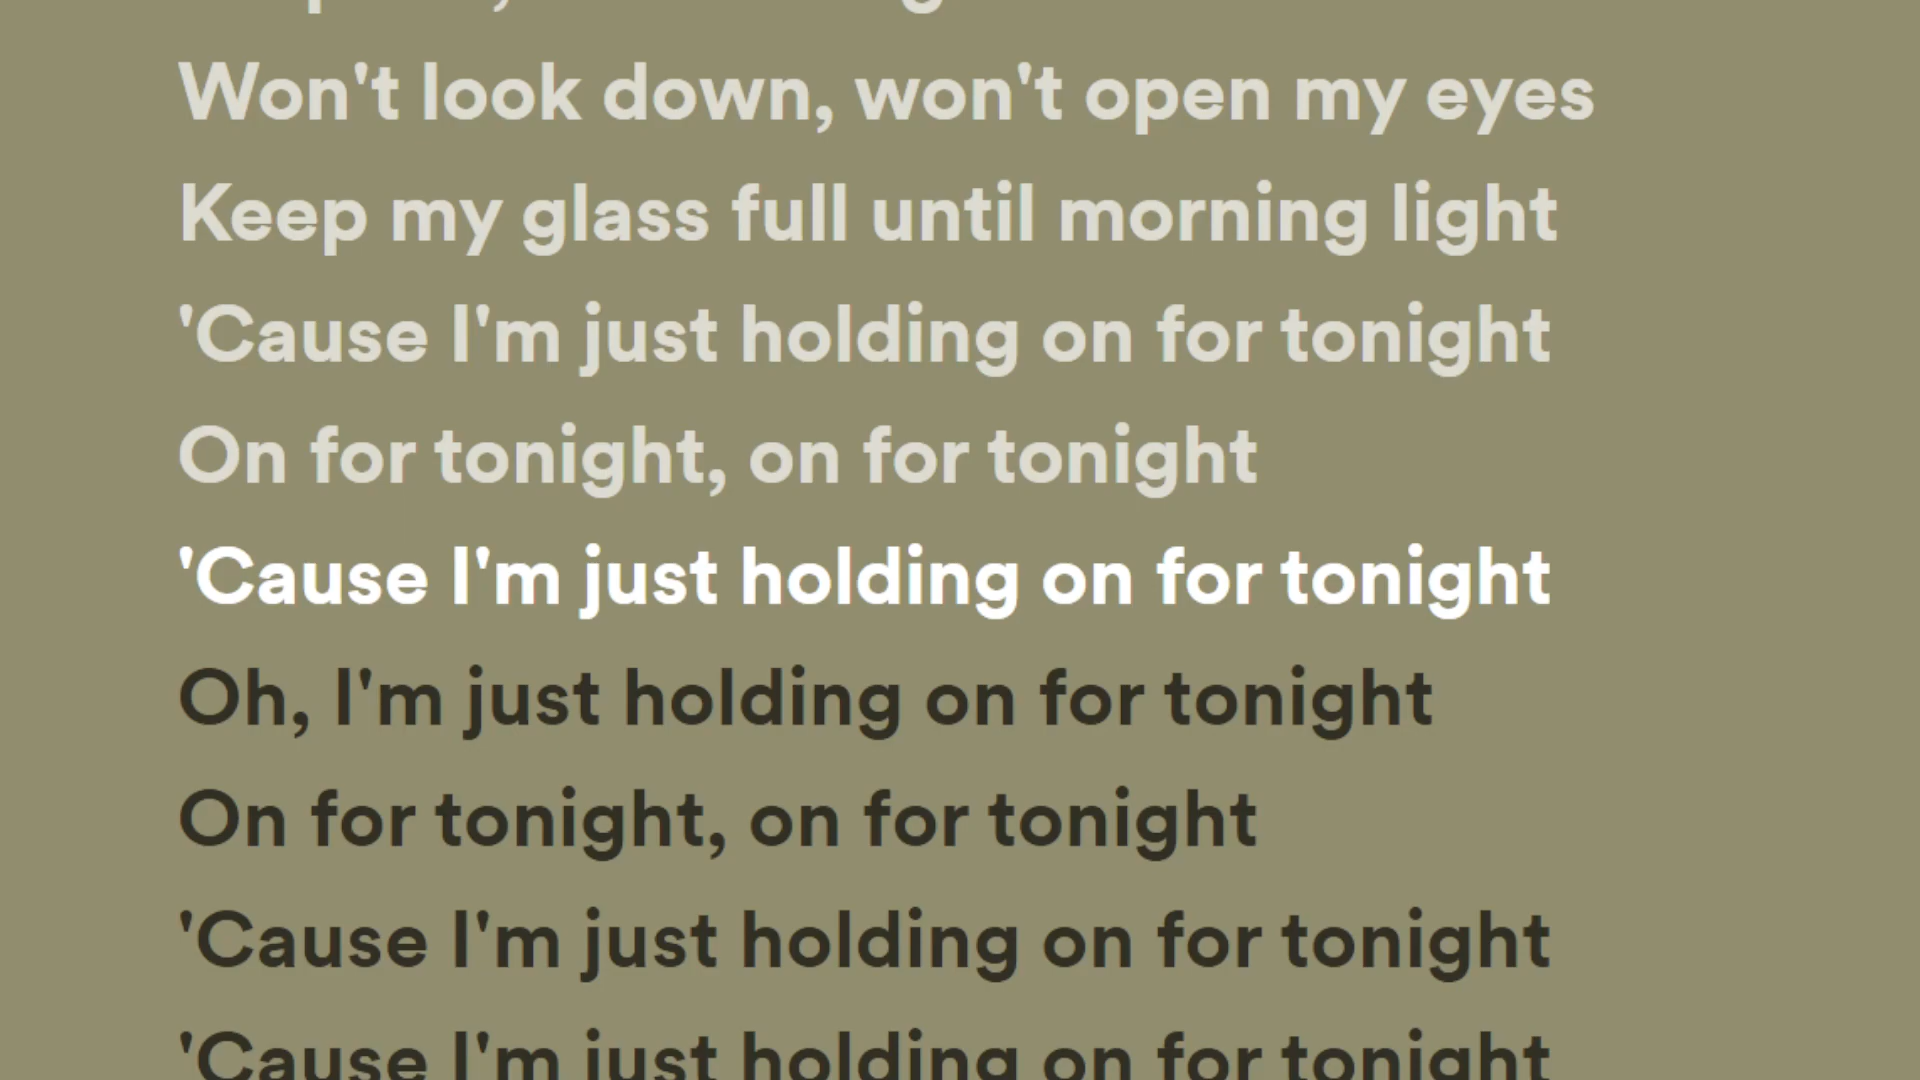 Won't look down, won't open my eyes
Keep my glass full until morning light
'Cause I'm just holding on for tonight
On for tonight, on for tonight
'Cause I'm just holding on for tonight
Oh, I'm just holding on for tonight
On for tonight, on for tonight
'Cause I'm just holding on for tonight
'Cause I'm just holding on for tonight